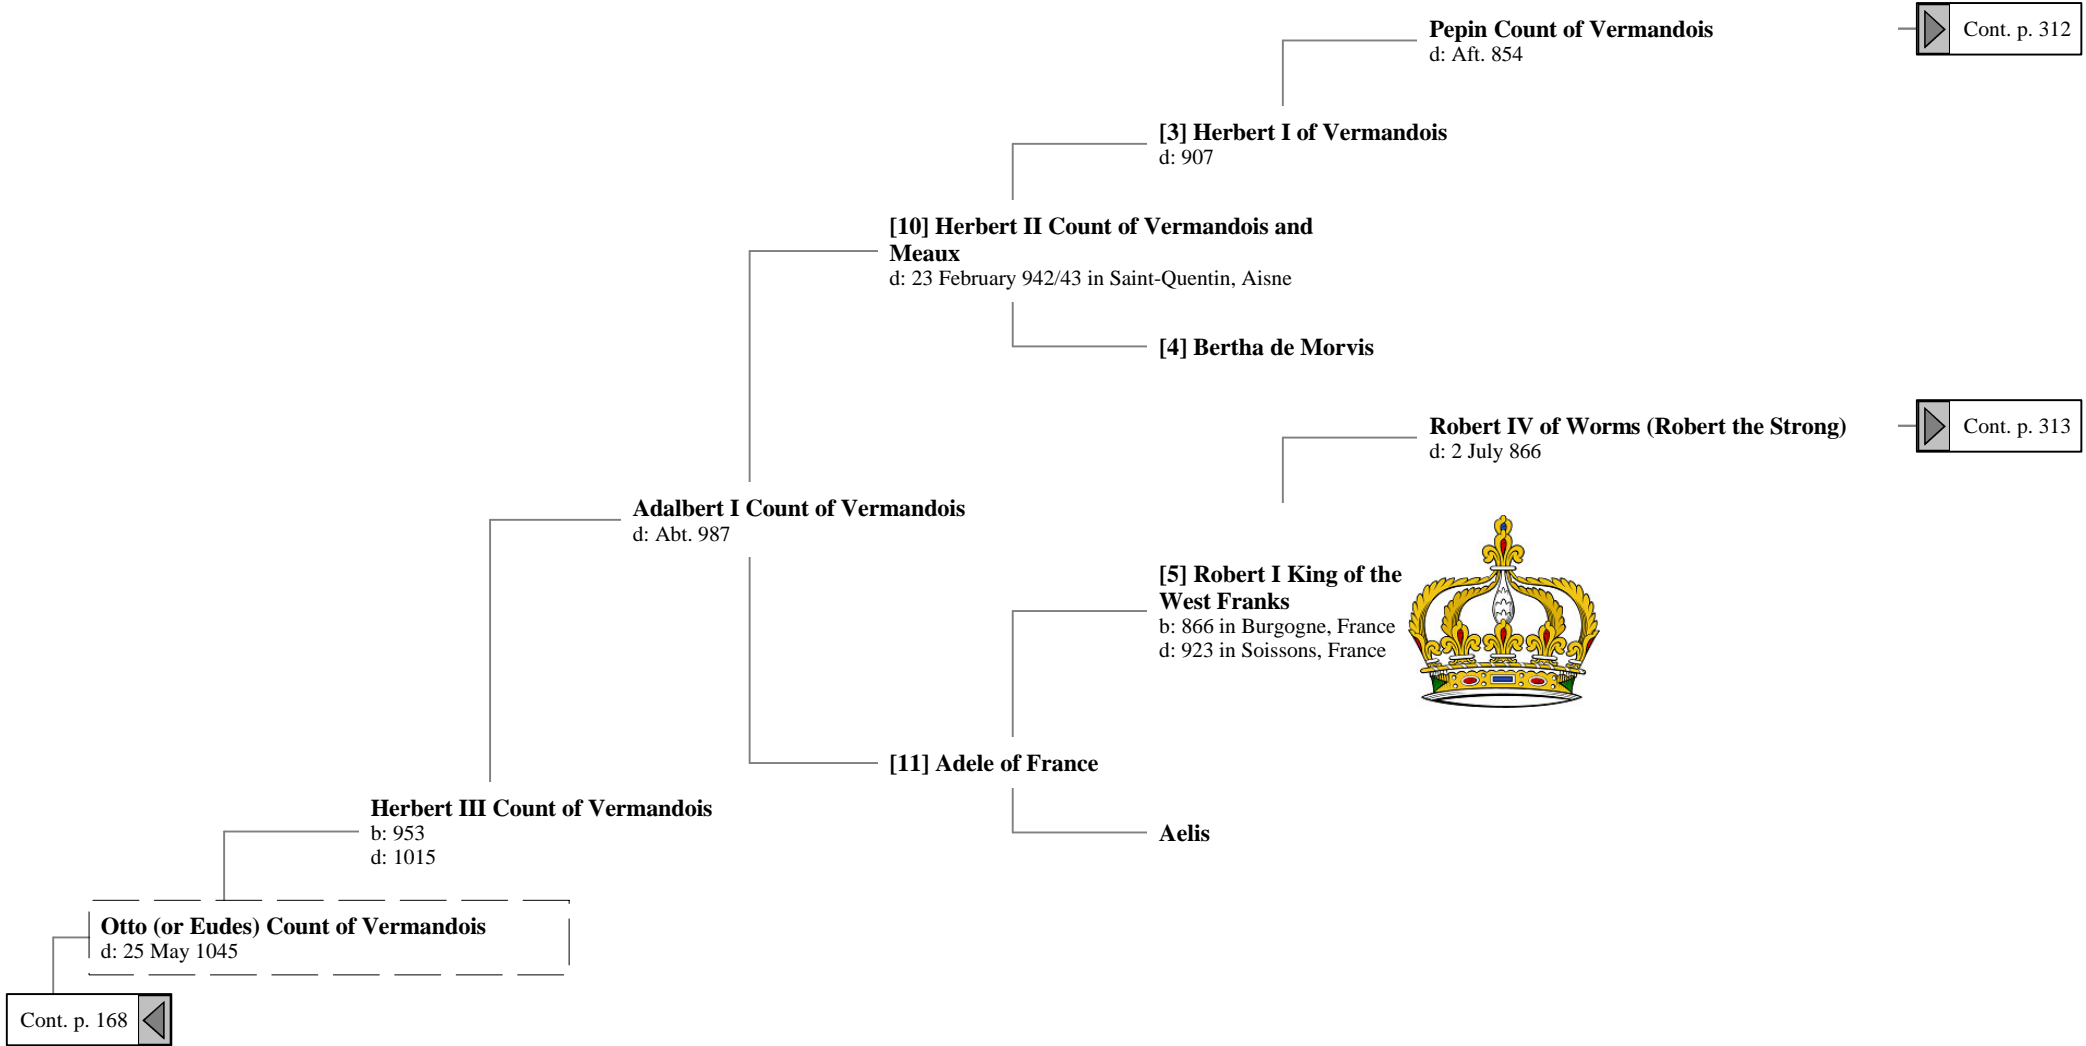 Pepin Count of Vermandois
d: Aft. 854
Cont. p. 312
[3] Herbert I of Vermandois
d: 907
[10] Herbert II Count of Vermandois and
Meaux
d: 23 February 942/43 in Saint-Quentin, Aisne
[4] Bertha de Morvis
Robert IV of Worms (Robert the Strong)
d: 2 July 866
Cont. p. 313
Adalbert I Count of Vermandois
d: Abt. 987
[5] Robert I King of the
West Franks
b: 866 in Burgogne, France
d: 923 in Soissons, France
[11] Adele of France
Herbert III Count of Vermandois
b: 953
d: 1015
Aelis
Otto (or Eudes) Count of Vermandois
d: 25 May 1045
Cont. p. 168